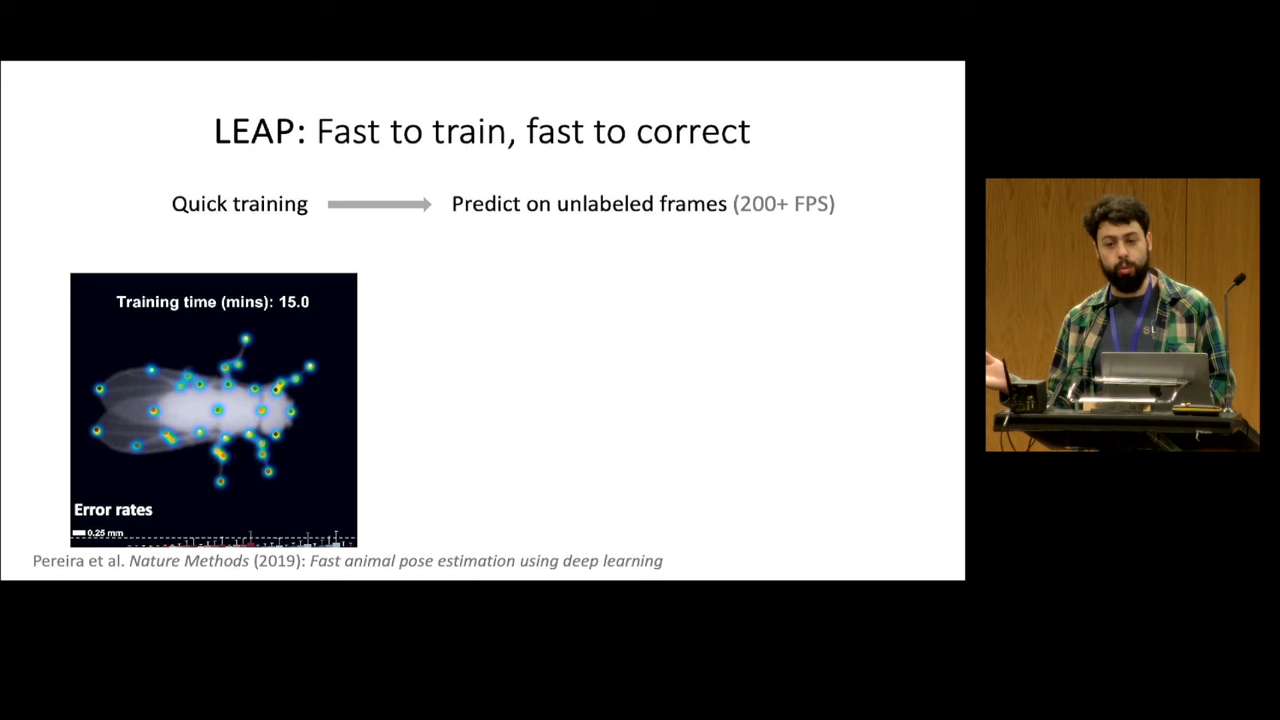 LEAP: Fast to train, fast to correct
Quick training
Predict on unlabeled frames (200+ FPS)
Training time (mins): 15.0
Error rates
0.25 mm
Pereira et al. Nature Methods (2019): Fast animal pose estimation using deep learning